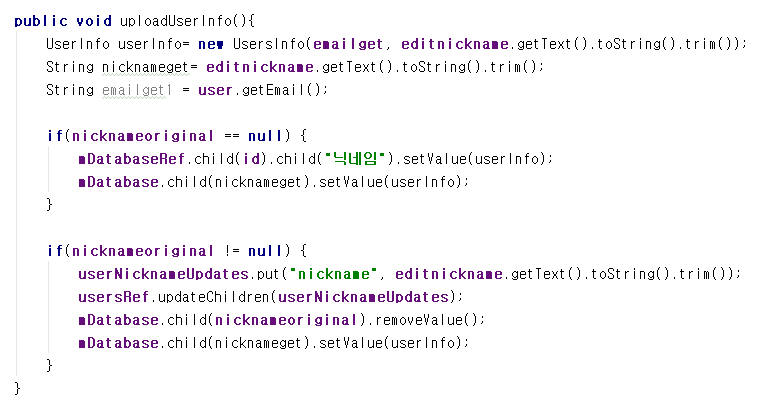 public void uploadUserInfo(){
UserInfo userInfo= new UsersInfo(emailget, editnickname.getText().toString().trim());
String nicknameget= editnickname.getText().toString().trim();
String emailget1 = user.getEmail();
if(nicknameoriginal == null) {
mDatabaseRef.child(id).child("닉네임").setValue(userInfo);
mDatabase.child(nicknameget).setValue(userInfo);
}
if(nicknameoriginal != null) {
userNicknameUpdates.put("nickname", editnickname.getText().toString().trim());
usersRef.updateChildren(userNicknameUpdates);
mDatabase.child(nicknameoriginal).removeValue();
mDatabase.child(nicknameget).setValue(userInfo);
}
}